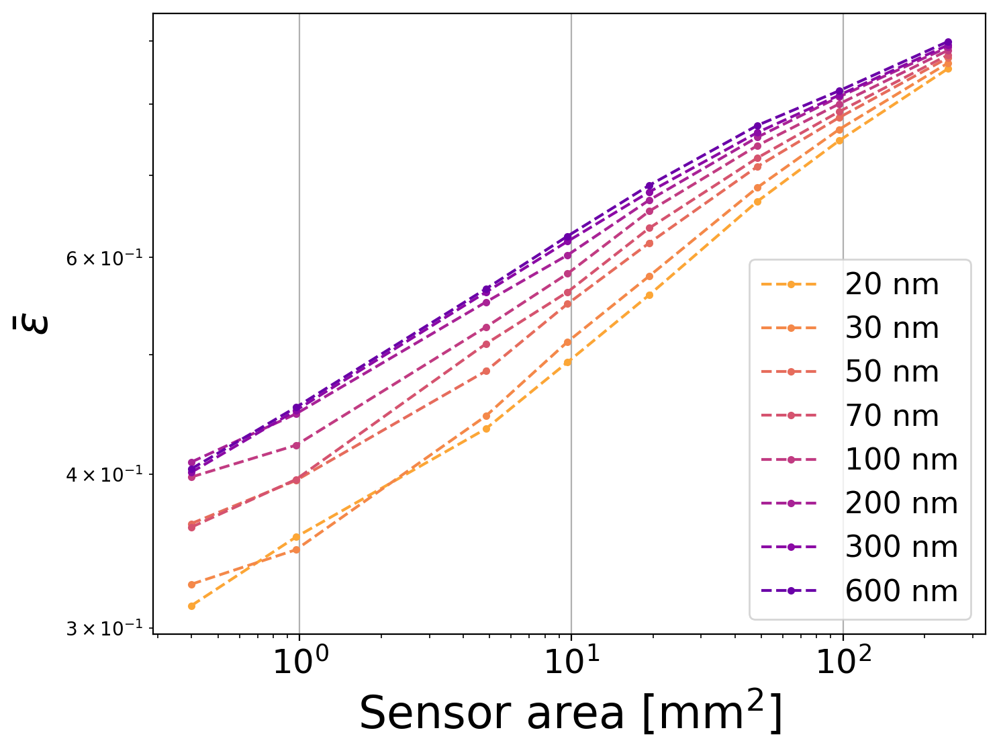 6 × 10⁻¹
4 × 10⁻¹
3 × 10⁻¹
ε̄
20 nm
30 nm
50 nm
70 nm
100 nm
200 nm
300 nm
600 nm
10⁰ 10¹ 10²
Sensor area [mm²]